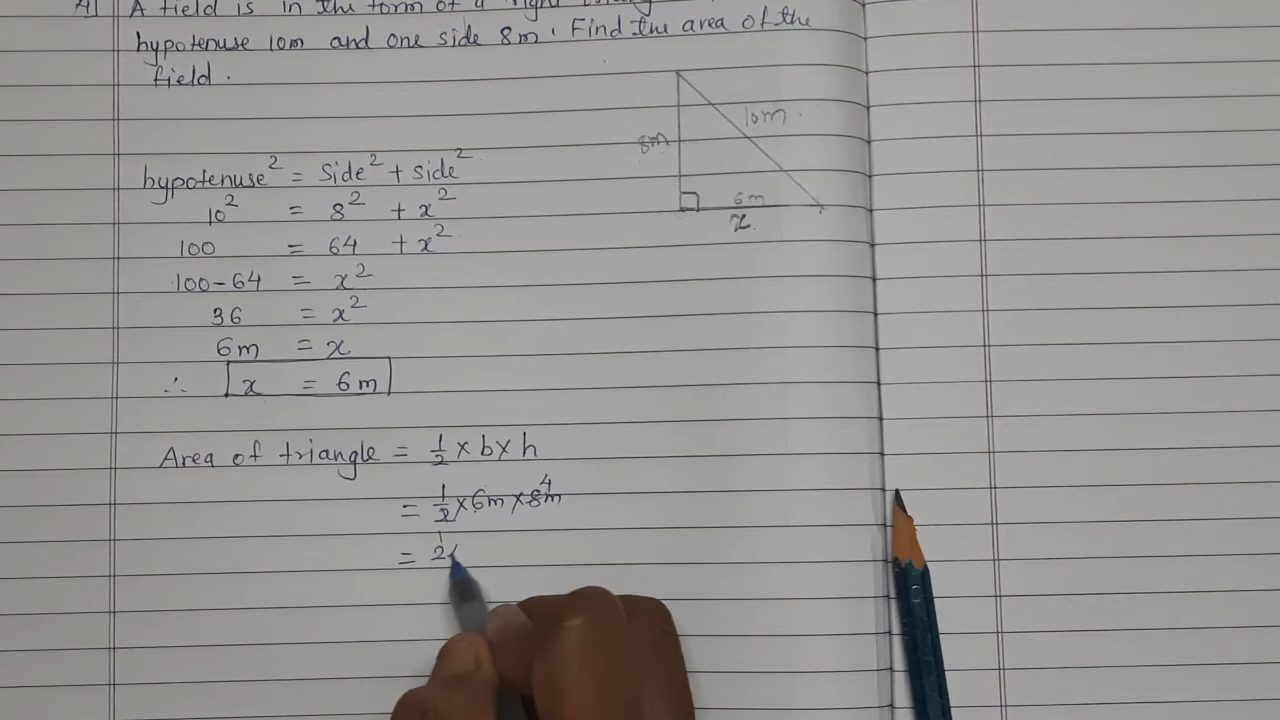 A field is in the form of a right
hypotenuse 10m and one side 8m. Find the area of the
field.
10m.
8m
6m
x.
hypotenuse² = side² + side²
10² = 8² + x²
100 = 64 + x²
100-64 = x²
36 = x²
6m = x
∴ x = 6m
Area of triangle = 1/2 × b × h
= 1/2 × 6m × 8m 4
1
= 24